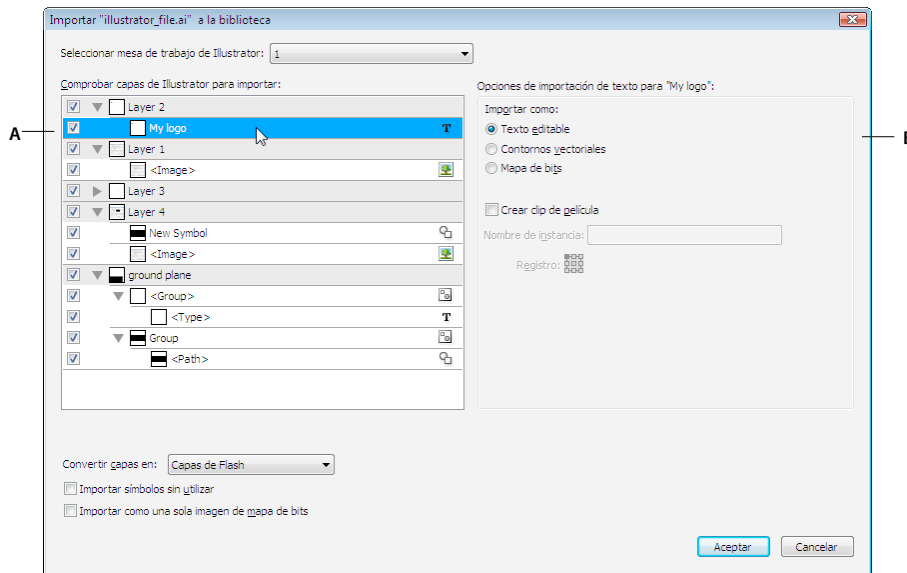 Importar "illustrator_file.ai" a la biblioteca
Seleccionar mesa de trabajo de Illustrator: 1
Comprobar capas de Illustrator para importar:
Layer 2
My logo T
Layer 1
<Image>
Layer 3
Layer 4
New Symbol
<Image>
ground plane
<Group>
<Type> T
Group
<Path>
A
Opciones de importación de texto para "My logo":
Importar como:
Texto editable
Contornos vectoriales
Mapa de bits
Crear clip de película
Nombre de instancia:
Registro:
Convertir capas en: Capas de Flash
Importar símbolos sin utilizar
Importar como una sola imagen de mapa de bits
Aceptar Cancelar